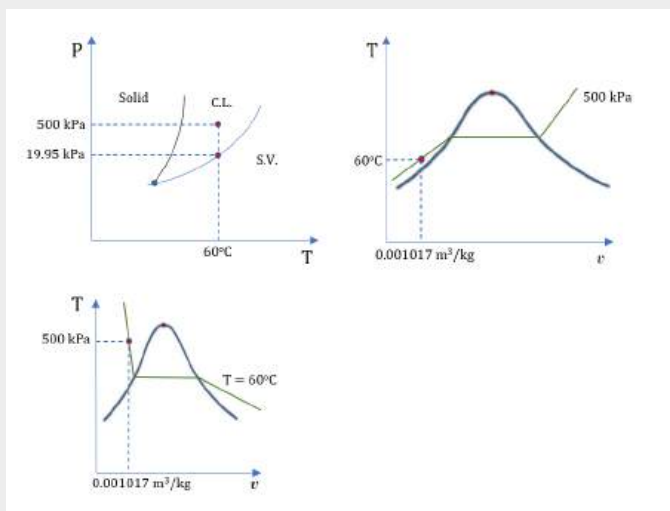 P
Solid
C.L.
500 kPa
19.95 kPa
S.V.
60°C
T
T
500 kPa
60°C
0.001017 m³/kg
v
T
500 kPa
T = 60°C
0.001017 m³/kg
v